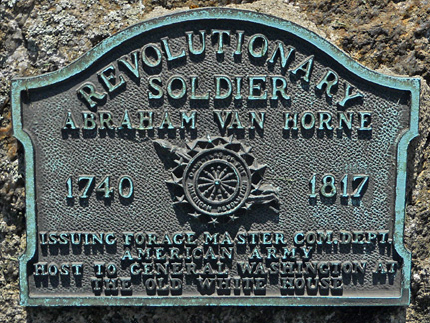 REVOLUTIONARY
SOLDIER
ABRAHAM VAN HORNE
1740 1817
ISSUING FORAGE MASTER COM. DEPT.
AMERICAN ARMY
HOST TO GENERAL WASHINGTON AT
THE OLD WHITE HOUSE